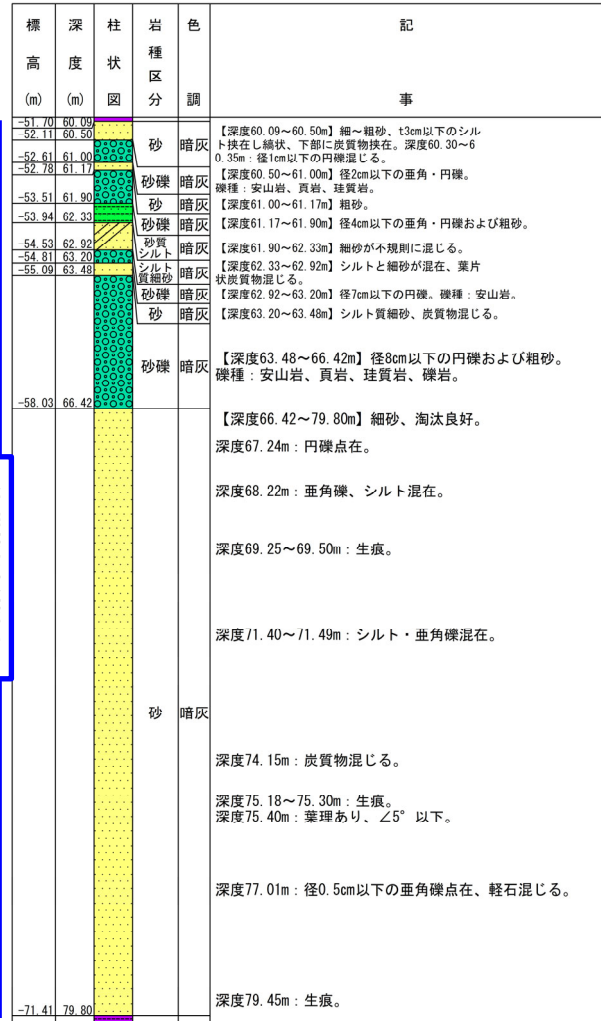 標高(m) 深度(m) 柱状図 岩種区分 色調 記事
-51.70 60.09
-52.11 60.50 砂 暗灰
【深度60.09～60.50m】細～粗砂、t3cm以下のシル
ト挟在し縞状、下部に炭質物挟在。深度60.30～6
0.35m：径1cm以下の円礫混じる。
-52.61 61.00 砂礫 暗灰
【深度60.50～61.00m】径2cm以下の亜角・円礫。
礫種：安山岩、頁岩、珪質岩。
-52.78 61.17 砂 暗灰
【深度61.00～61.17m】粗砂。
-53.51 61.90 砂礫 暗灰
【深度61.17～61.90m】径4cm以下の亜角・円礫および粗砂。
-53.94 62.33 砂質シルト 暗灰
【深度61.90～62.33m】細砂が不規則に混じる。
54.53 62.92 シルト質細砂 暗灰
【深度62.33～62.92m】シルトと細砂が混在、葉片
状炭質物混じる。
-54.81 63.20 砂礫 暗灰
【深度62.92～63.20m】径7cm以下の円礫。礫種：安山岩。
-55.09 63.48 砂 暗灰
【深度63.20～63.48m】シルト質細砂、炭質物混じる。
-58.03 66.42 砂礫 暗灰
【深度63.48～66.42m】径8cm以下の円礫および粗砂。
礫種：安山岩、頁岩、珪質岩、礫岩。
-71.41 79.80 砂 暗灰
【深度66.42～79.80m】細砂、淘汰良好。
深度67.24m：円礫点在。
深度68.22m：亜角礫、シルト混在。
深度69.25～69.50m：生痕。
深度71.40～71.49m：シルト・亜角礫混在。
深度74.15m：炭質物混じる。
深度75.18～75.30m：生痕。
深度75.40m：葉理あり、∠5°以下。
深度77.01m：径0.5cm以下の亜角礫点在、軽石混じる。
深度79.45m：生痕。